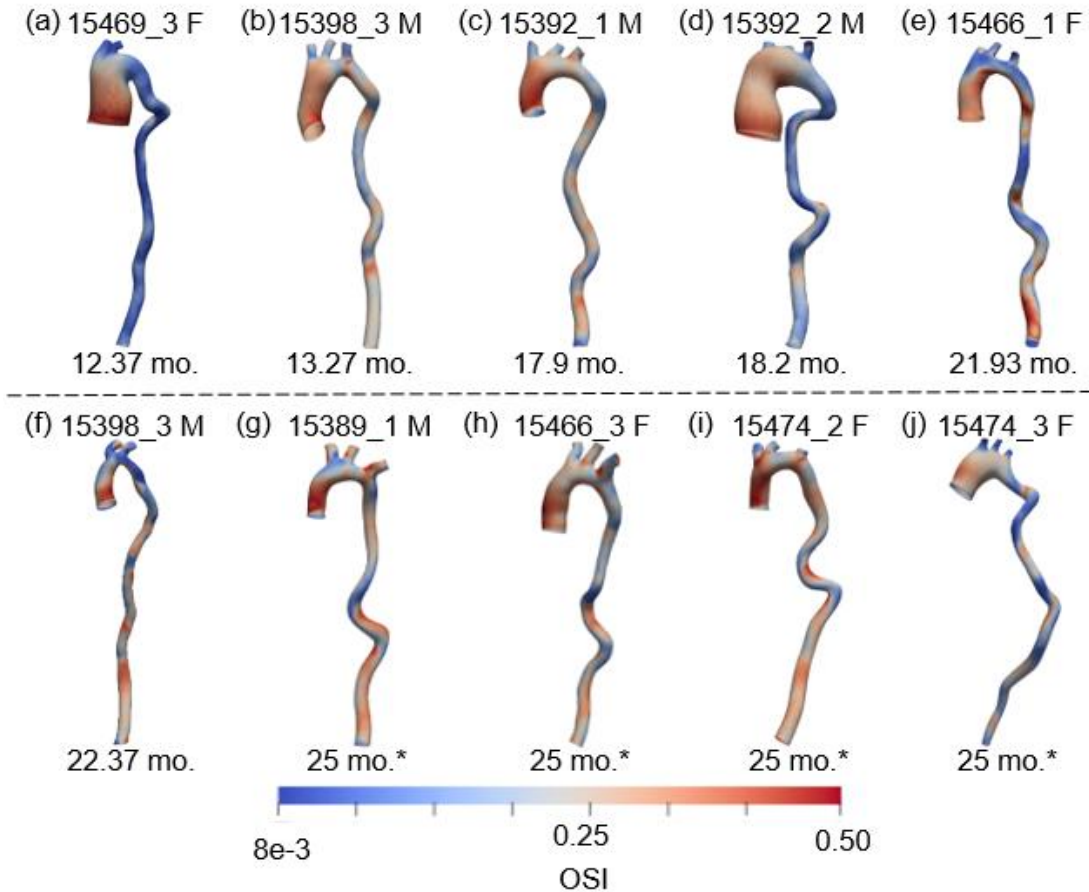 (a) 15469_3 F (b) 15398_3 M (c) 15392_1 M (d) 15392_2 M (e) 15466_1 F
12.37 mo. 13.27 mo. 17.9 mo. 18.2 mo. 21.93 mo.
(f) 15398_3 M (g) 15389_1 M (h) 15466_3 F (i) 15474_2 F (j) 15474_3 F
22.37 mo. 25 mo.* 25 mo.* 25 mo.* 25 mo.*
8e-3 0.25 0.50
OSI